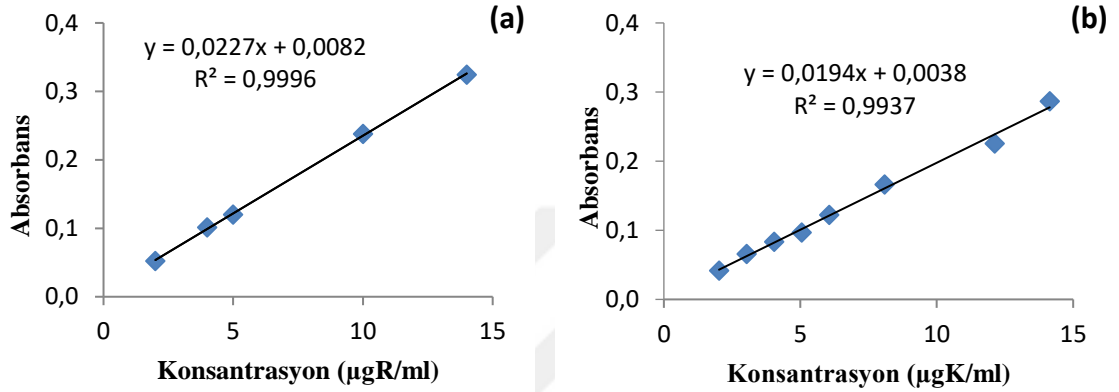 (a)
y = 0,0227x + 0,0082
R² = 0,9996
Absorbans
0,4
0,3
0,2
0,1
0,0
0 5 10 15
Konsantrasyon (µgR/ml)
(b)
y = 0,0194x + 0,0038
R² = 0,9937
Absorbans
0,4
0,3
0,2
0,1
0,0
0 5 10 15
Konsantrasyon (µgK/ml)